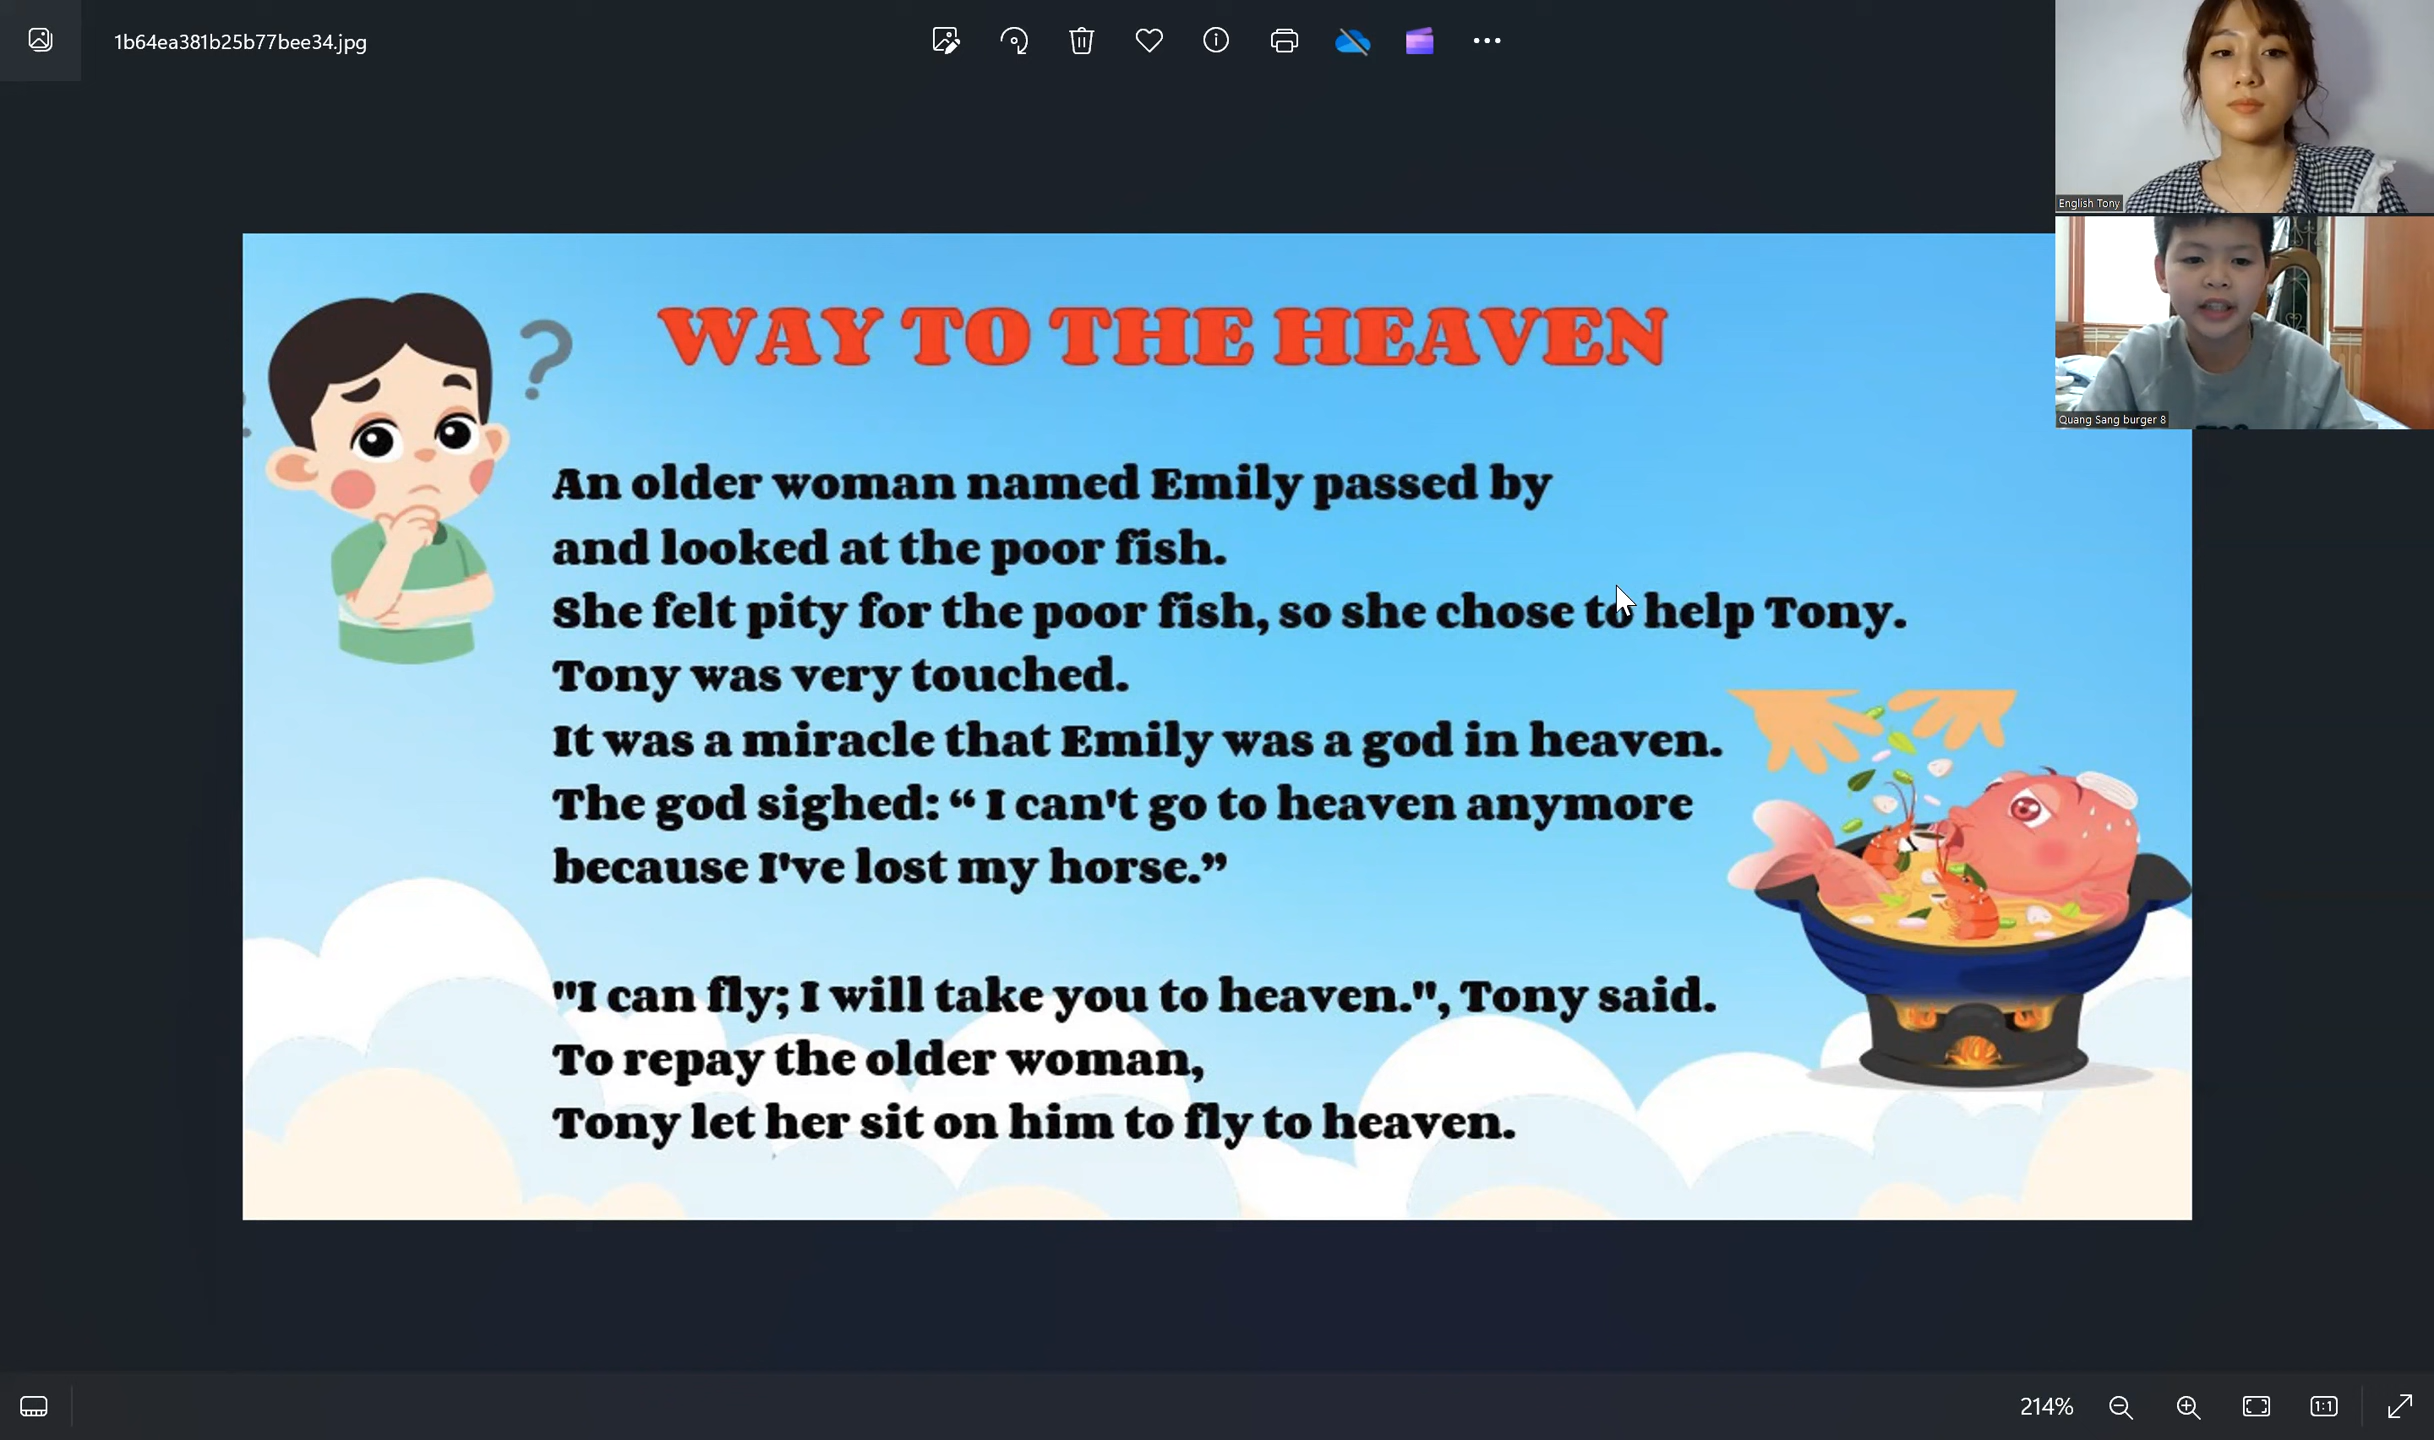 1b64ea381b25b77bee34.jpg
English Tony
Quang Sang burger 8
WAY TO THE HEAVEN
An older woman named Emily passed by
and looked at the poor fish.
She felt pity for the poor fish, so she chose to help Tony.
Tony was very touched.
It was a miracle that Emily was a god in heaven.
The god sighed: “ I can't go to heaven anymore
because I've lost my horse.”
"I can fly; I will take you to heaven.", Tony said.
To repay the older woman,
Tony let her sit on him to fly to heaven.
214%
1:1